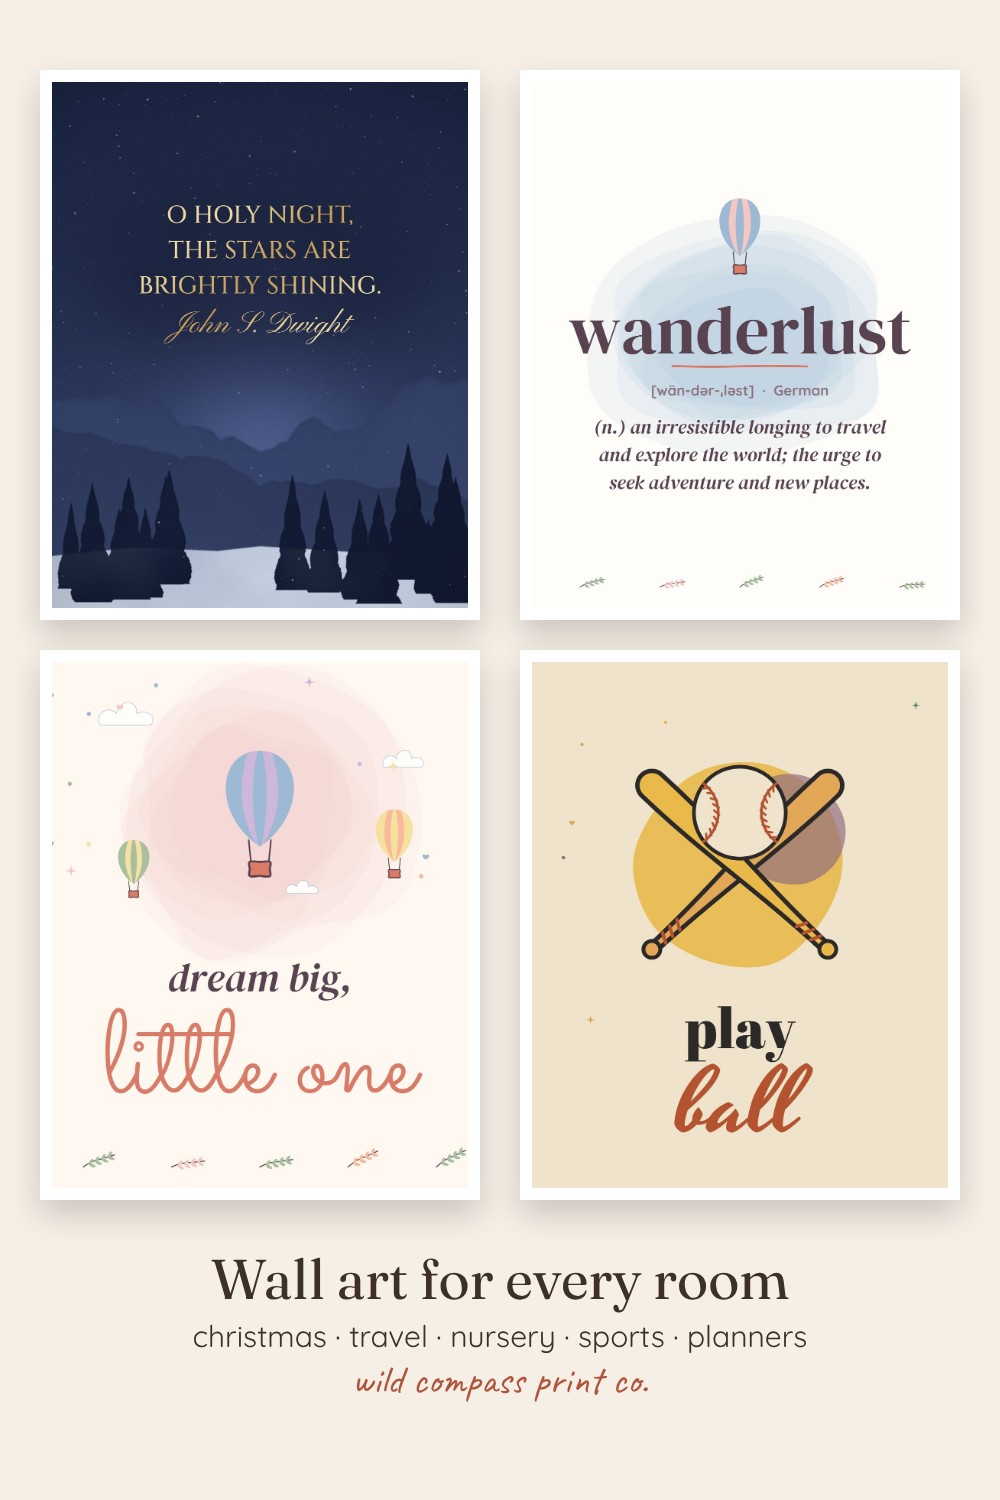 O HOLY NIGHT,
THE STARS ARE
BRIGHTLY SHINING.
John S. Dwight
wanderlust
[wän-dər-ˌləst] · German
(n.) an irresistible longing to travel
and explore the world; the urge to
seek adventure and new places.
dream big,
little one
play
ball
Wall art for every room
christmas · travel · nursery · sports · planners
wild compass print co.